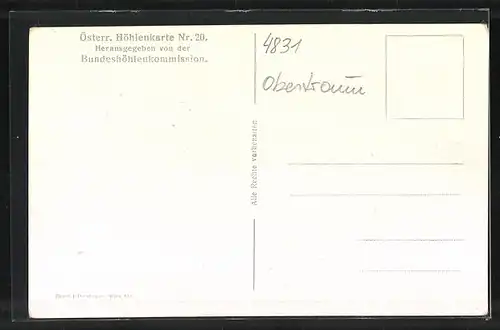 Österr. Höhlenkarte Nr. 20.
Herausgegeben von der
Bundeshöhlenkommission.
4831
Obertraun
Alle Rechte vorbehalten